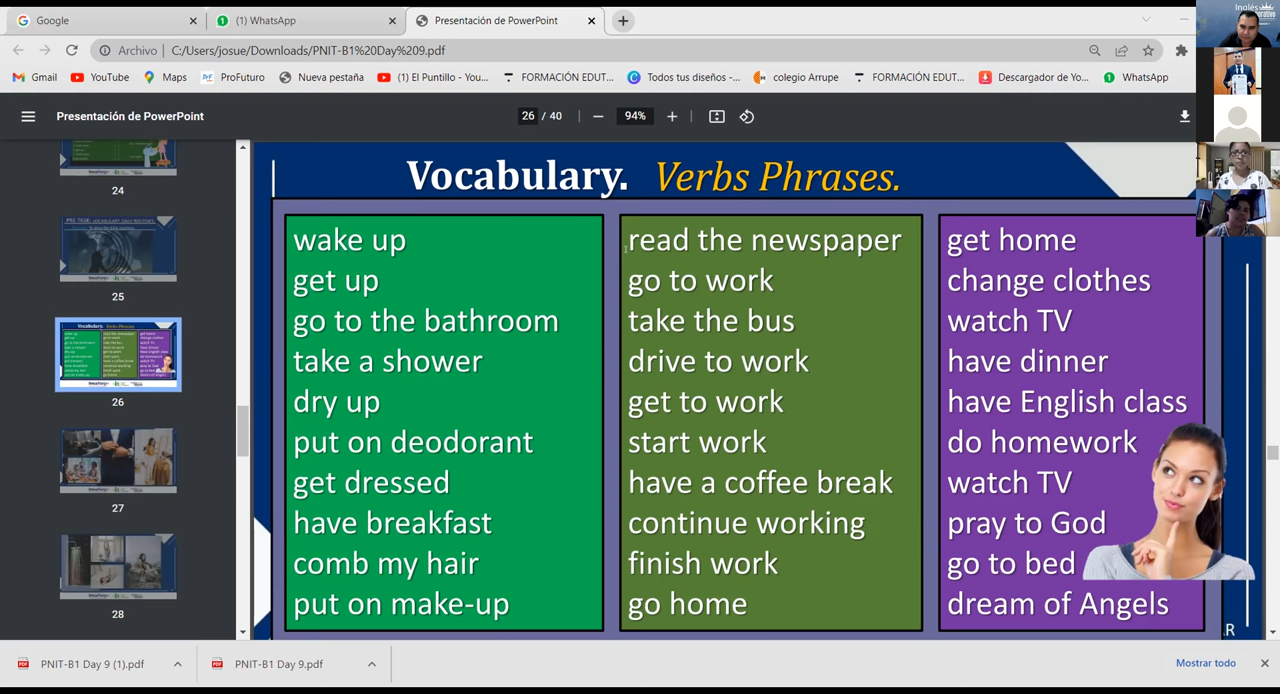 Google
(1) WhatsApp
Presentación de PowerPoint
Inglés
Archivo | C:/Users/josue/Downloads/PNIT-B1%20Day%209.pdf
Gmail
YouTube
Maps
ProFuturo
Nueva pestaña
(1) El Puntillo - You...
FORMACIÓN EDUT...
Todos tus diseños -...
colegio Arrupe
FORMACIÓN EDUT...
Descargador de Yo...
WhatsApp
Presentación de PowerPoint
26 / 40
94%
24
25
26
27
28
Vocabulary. Verbs Phrases.
wake up
get up
go to the bathroom
take a shower
dry up
put on deodorant
get dressed
have breakfast
comb my hair
put on make-up
read the newspaper
go to work
take the bus
drive to work
get to work
start work
have a coffee break
continue working
finish work
go home
get home
change clothes
watch TV
have dinner
have English class
do homework
watch TV
pray to God
go to bed
dream of Angels
PNIT-B1 Day 9 (1).pdf
PNIT-B1 Day 9.pdf
Mostrar todo